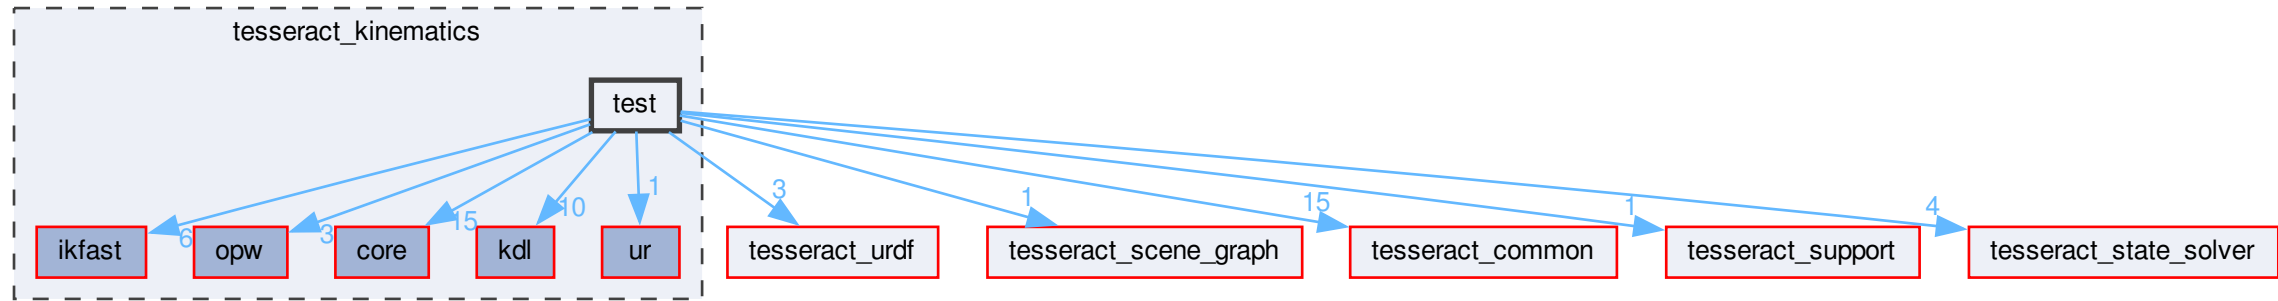 tesseract_kinematics
test
1
3
1
15
1
4
6
3
15
10
ikfast
opw
core
kdl
ur
tesseract_urdf
tesseract_scene_graph
tesseract_common
tesseract_support
tesseract_state_solver